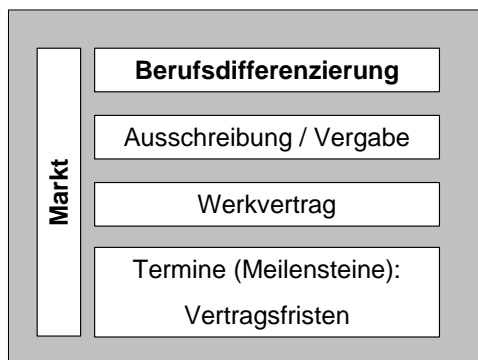 Markt
Berufsdifferenzierung
Ausschreibung / Vergabe
Werkvertrag
Termine (Meilensteine):
Vertragsfristen